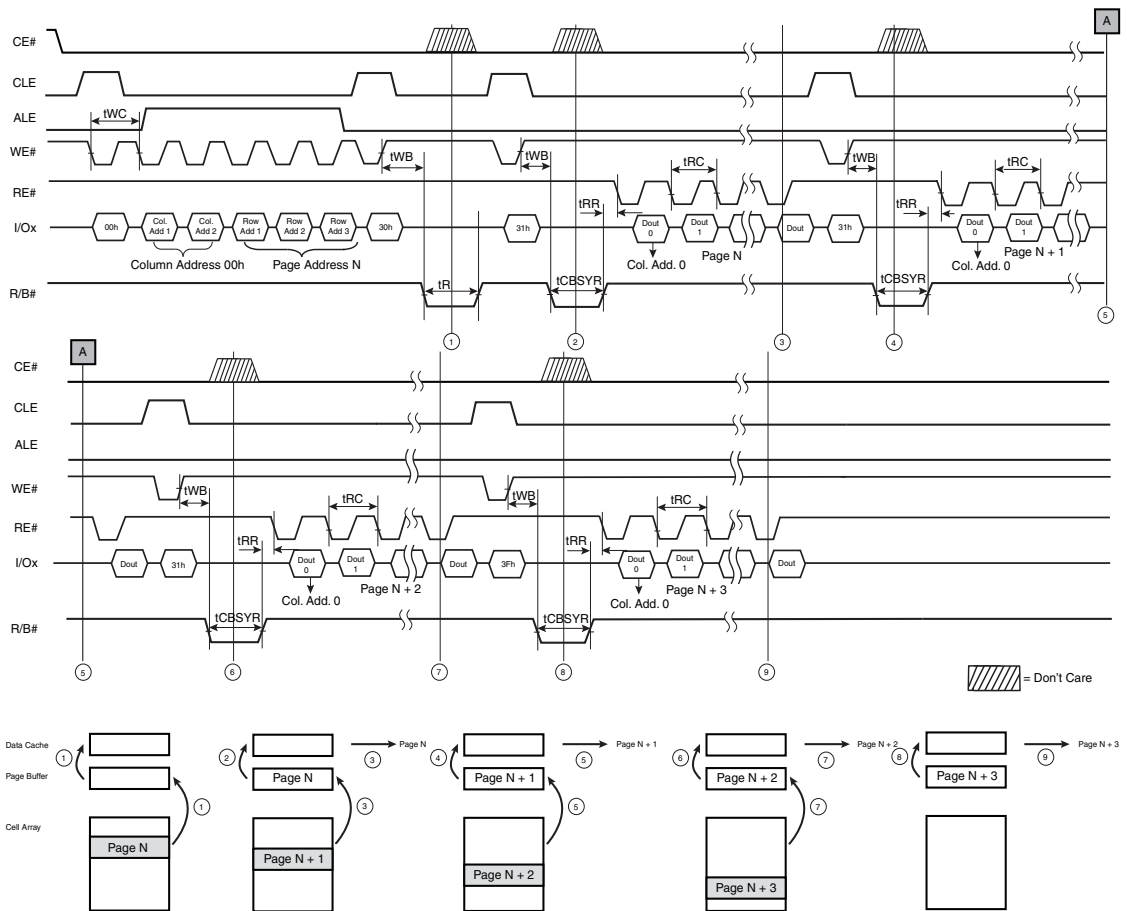 A
CE#
CLE
ALE
tWC
WE#
tWB
tWB
tWB
tRC
tRC
RE#
tRR
tRR
I/Ox
00h
Col. Add 1
Col. Add 2
Row Add 1
Row Add 2
Row Add 3
30h
31h
Dout 0
Dout 1
Dout
31h
Dout 0
Dout 1
Column Address 00h
Page Address N
Col. Add. 0
Page N
Col. Add. 0
Page N + 1
R/B#
tR
tCBSYR
tCBSYR
1
2
3
4
5
A
CE#
CLE
ALE
WE#
tWB
tWB
tRC
tRC
RE#
tRR
tRR
I/Ox
Dout
31h
Dout 0
Dout 1
Dout
3Fh
Dout 0
Dout 1
Dout
Col. Add. 0
Page N + 2
Col. Add. 0
Page N + 3
R/B#
tCBSYR
tCBSYR
5
6
7
8
9
= Don't Care
Data Cache
Page Buffer
Cell Array
1
1
Page N
2
Page N
3
Page N
3
Page N + 1
4
Page N + 1
5
Page N + 1
5
Page N + 2
6
Page N + 2
7
Page N + 2
7
Page N + 3
8
Page N + 3
9
Page N + 3